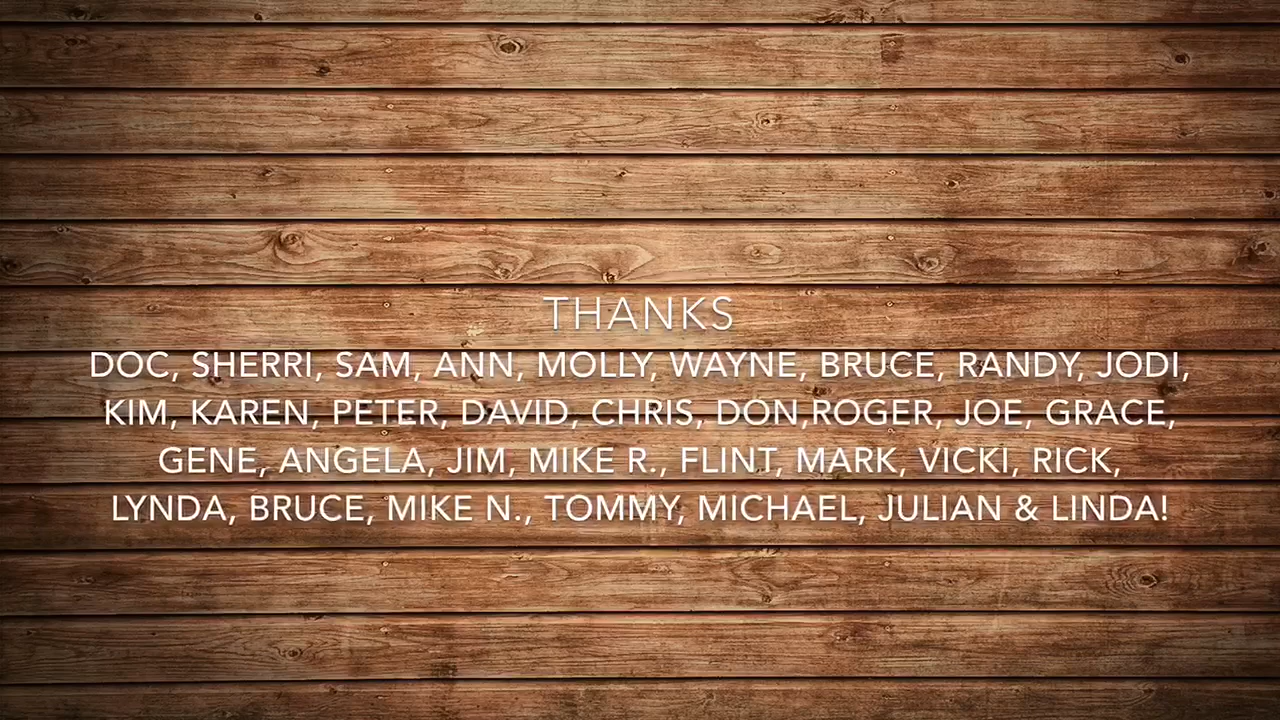 THANKS
DOC, SHERRI, SAM, ANN, MOLLY, WAYNE, BRUCE, RANDY, JODI,
KIM, KAREN, PETER, DAVID, CHRIS, DON,ROGER, JOE, GRACE,
GENE, ANGELA, JIM, MIKE R., FLINT, MARK, VICKI, RICK,
LYNDA, BRUCE, MIKE N., TOMMY, MICHAEL, JULIAN & LINDA!